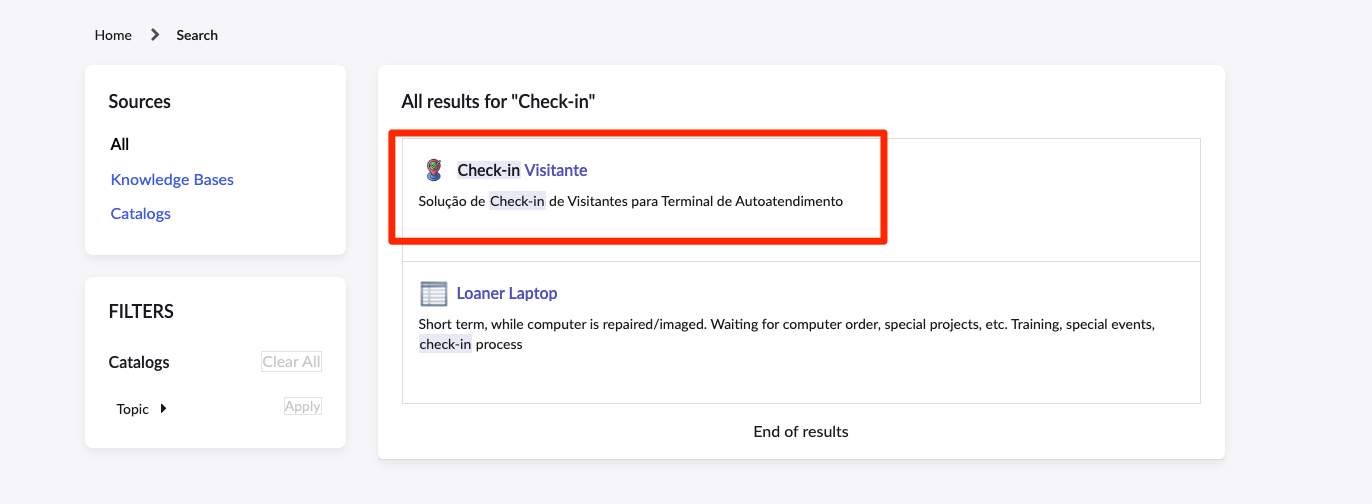 Home > Search
Sources
All
Knowledge Bases
Catalogs
FILTERS
Catalogs Clear All
Topic Apply
All results for "Check-in"
Check-in Visitante
Solução de Check-in de Visitantes para Terminal de Autoatendimento
Loaner Laptop
Short term, while computer is repaired/imaged. Waiting for computer order, special projects, etc. Training, special events,
check-in process
End of results